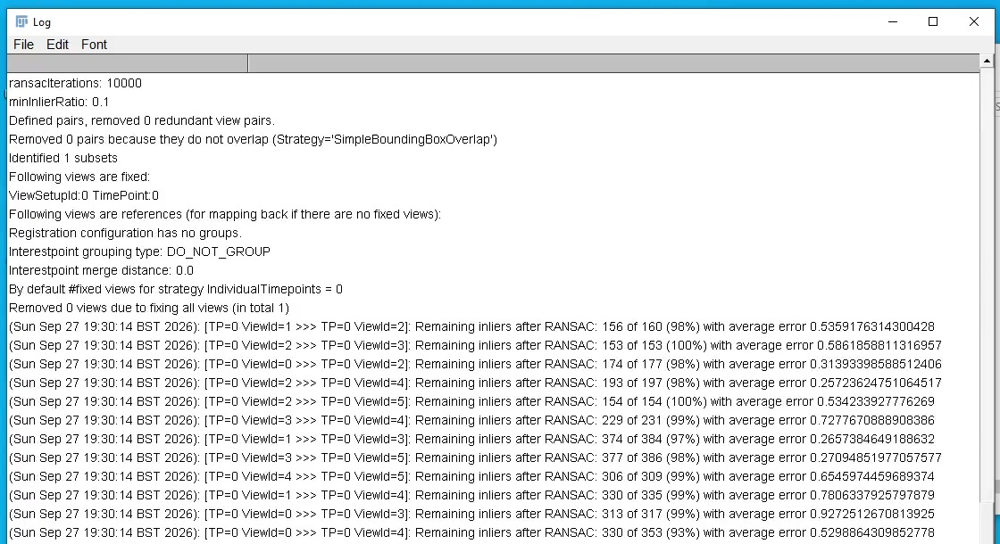 Log
File Edit Font
ransacIterations: 10000
minInlierRatio: 0.1
Defined pairs, removed 0 redundant view pairs.
Removed 0 pairs because they do not overlap (Strategy='SimpleBoundingBoxOverlap')
Identified 1 subsets
Following views are fixed:
ViewSetupId:0 TimePoint:0
Following views are references (for mapping back if there are no fixed views):
Registration configuration has no groups.
Interestpoint grouping type: DO_NOT_GROUP
Interestpoint merge distance: 0.0
By default #fixed views for strategy IndividualTimepoints = 0
Removed 0 views due to fixing all views (in total 1)
(Sun Sep 27 19:30:14 BST 2026): [TP=0 ViewId=1 >>> TP=0 ViewId=2]: Remaining inliers after RANSAC: 156 of 160 (98%) with average error 0.5359176314300428
(Sun Sep 27 19:30:14 BST 2026): [TP=0 ViewId=2 >>> TP=0 ViewId=3]: Remaining inliers after RANSAC: 153 of 153 (100%) with average error 0.5861858811316957
(Sun Sep 27 19:30:14 BST 2026): [TP=0 ViewId=0 >>> TP=0 ViewId=2]: Remaining inliers after RANSAC: 174 of 177 (98%) with average error 0.31393398588512406
(Sun Sep 27 19:30:14 BST 2026): [TP=0 ViewId=2 >>> TP=0 ViewId=4]: Remaining inliers after RANSAC: 193 of 197 (98%) with average error 0.25723624751064517
(Sun Sep 27 19:30:14 BST 2026): [TP=0 ViewId=2 >>> TP=0 ViewId=5]: Remaining inliers after RANSAC: 154 of 154 (100%) with average error 0.534233927776269
(Sun Sep 27 19:30:14 BST 2026): [TP=0 ViewId=3 >>> TP=0 ViewId=4]: Remaining inliers after RANSAC: 229 of 231 (99%) with average error 0.7277670888908386
(Sun Sep 27 19:30:14 BST 2026): [TP=0 ViewId=1 >>> TP=0 ViewId=3]: Remaining inliers after RANSAC: 374 of 384 (97%) with average error 0.2657384649188632
(Sun Sep 27 19:30:14 BST 2026): [TP=0 ViewId=3 >>> TP=0 ViewId=5]: Remaining inliers after RANSAC: 377 of 386 (98%) with average error 0.27094851977057577
(Sun Sep 27 19:30:14 BST 2026): [TP=0 ViewId=4 >>> TP=0 ViewId=5]: Remaining inliers after RANSAC: 306 of 309 (99%) with average error 0.6545974459689374
(Sun Sep 27 19:30:14 BST 2026): [TP=0 ViewId=1 >>> TP=0 ViewId=4]: Remaining inliers after RANSAC: 330 of 335 (99%) with average error 0.7806337925797879
(Sun Sep 27 19:30:14 BST 2026): [TP=0 ViewId=0 >>> TP=0 ViewId=3]: Remaining inliers after RANSAC: 313 of 317 (99%) with average error 0.9272512670813925
(Sun Sep 27 19:30:14 BST 2026): [TP=0 ViewId=0 >>> TP=0 ViewId=4]: Remaining inliers after RANSAC: 330 of 353 (93%) with average error 0.5298864309852778